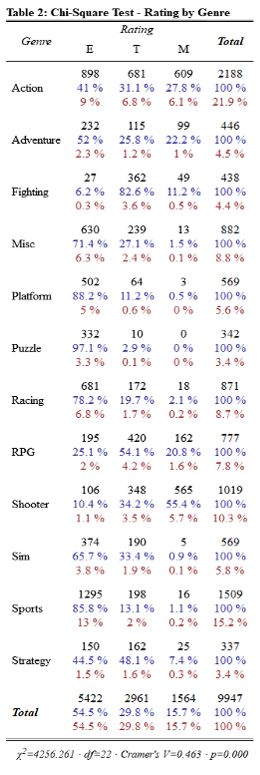 Table 2: Chi-Square Test - Rating by Genre
Genre Rating Total
E T M
898 681 609 2188
Action 41 % 31.1 % 27.8 % 100 %
9 % 6.8 % 6.1 % 21.9 %
232 115 99 446
Adventure 52 % 25.8 % 22.2 % 100 %
2.3 % 1.2 % 1 % 4.5 %
27 362 49 438
Fighting 6.2 % 82.6 % 11.2 % 100 %
0.3 % 3.6 % 0.5 % 4.4 %
630 239 13 882
Misc 71.4 % 27.1 % 1.5 % 100 %
6.3 % 2.4 % 0.1 % 8.8 %
502 64 3 569
Platform 88.2 % 11.2 % 0.5 % 100 %
5 % 0.6 % 0 % 5.6 %
332 10 0 342
Puzzle 97.1 % 2.9 % 0 % 100 %
3.3 % 0.1 % 0 % 3.4 %
681 172 18 871
Racing 78.2 % 19.7 % 2.1 % 100 %
6.8 % 1.7 % 0.2 % 8.7 %
195 420 162 777
RPG 25.1 % 54.1 % 20.8 % 100 %
2 % 4.2 % 1.6 % 7.8 %
106 348 565 1019
Shooter 10.4 % 34.2 % 55.4 % 100 %
1.1 % 3.5 % 5.7 % 10.3 %
374 190 5 569
Sim 65.7 % 33.4 % 0.9 % 100 %
3.8 % 1.9 % 0.1 % 5.8 %
1295 198 16 1509
Sports 85.8 % 13.1 % 1.1 % 100 %
13 % 2 % 0.2 % 15.2 %
150 162 25 337
Strategy 44.5 % 48.1 % 7.4 % 100 %
1.5 % 1.6 % 0.3 % 3.4 %
5422 2961 1564 9947
Total 54.5 % 29.8 % 15.7 % 100 %
54.5 % 29.8 % 15.7 % 100 %
χ²=4256.261 · df=22 · Cramer's V=0.463 · p=0.000